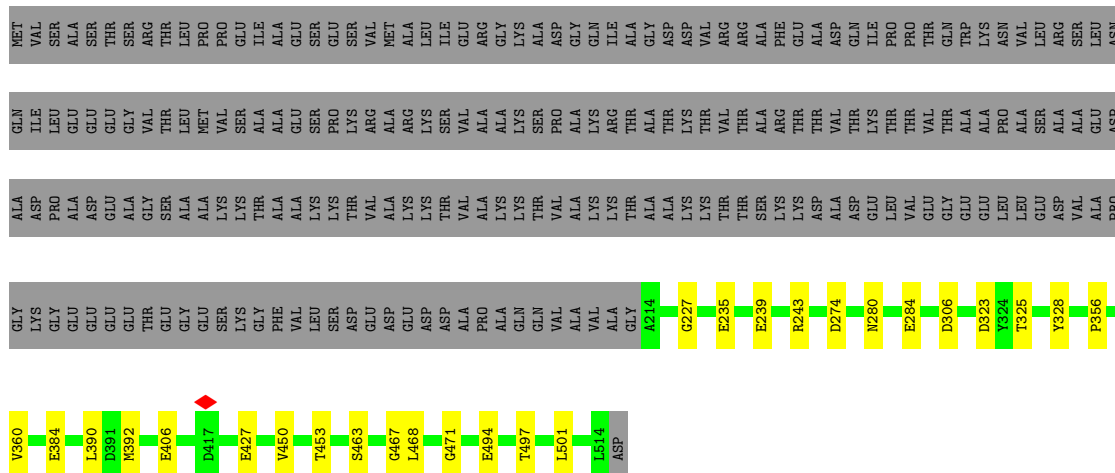 MET VAL SER ALA SER THR SER ARG THR LEU PRO PRO GLU ILE ALA GLU SER GLU SER VAL MET ALA LEU ILE GLU ARG GLY LYS ALA ASP GLY GLN ILE ALA GLY ASP ASP VAL ARG ARG ALA PHE GLU ALA ASP GLN ILE PRO PRO THR GLN TRP LYS ASN VAL LEU ARG SER LEU ASN
GLN ILE LEU GLU GLU GLU GLY VAL THR LEU MET VAL SER ALA ALA GLU SER PRO LYS ARG ALA ARG LYS SER VAL ALA ALA LYS SER PRO ALA LYS ARG THR ALA THR LYS THR VAL THR ALA ARG THR THR VAL THR LYS THR THR VAL THR ALA ALA PRO ALA SER ALA ALA GLU ASP
ALA ASP PRO ALA ASP GLU ALA GLY SER ALA ALA LYS LYS THR ALA ALA LYS LYS THR VAL ALA LYS LYS THR VAL ALA LYS LYS THR VAL ALA LYS LYS THR ALA ALA LYS LYS THR THR SER LYS LYS ASP ALA ASP GLU LEU VAL GLU GLY GLU GLU LEU LEU GLU ASP VAL ALA PRO
GLY LYS GLY GLU GLU GLU GLU THR GLU GLY GLU SER LYS GLY PHE VAL LEU SER ASP GLU ASP GLU ASP ASP ALA PRO ALA GLN GLN VAL ALA VAL ALA GLY A214 G227 E235 E239 R243 D274 N280 E284 D306 D323 Y324 T325 Y328 P356
V360 E384 L390 D391 M392 E406 D417 E427 V450 T453 S463 G467 L468 G471 E494 T497 L501 L514 ASP